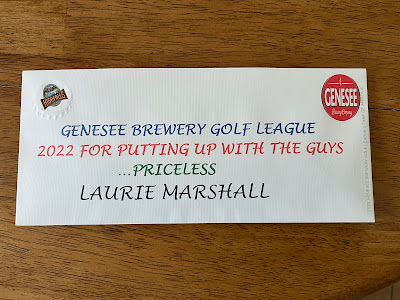 GENESEE
GENESEE BREWERY GOLF LEAGUE
2022 FOR PUTTING UP WITH THE GUYS
...PRICELESS
LAURIE MARSHALL